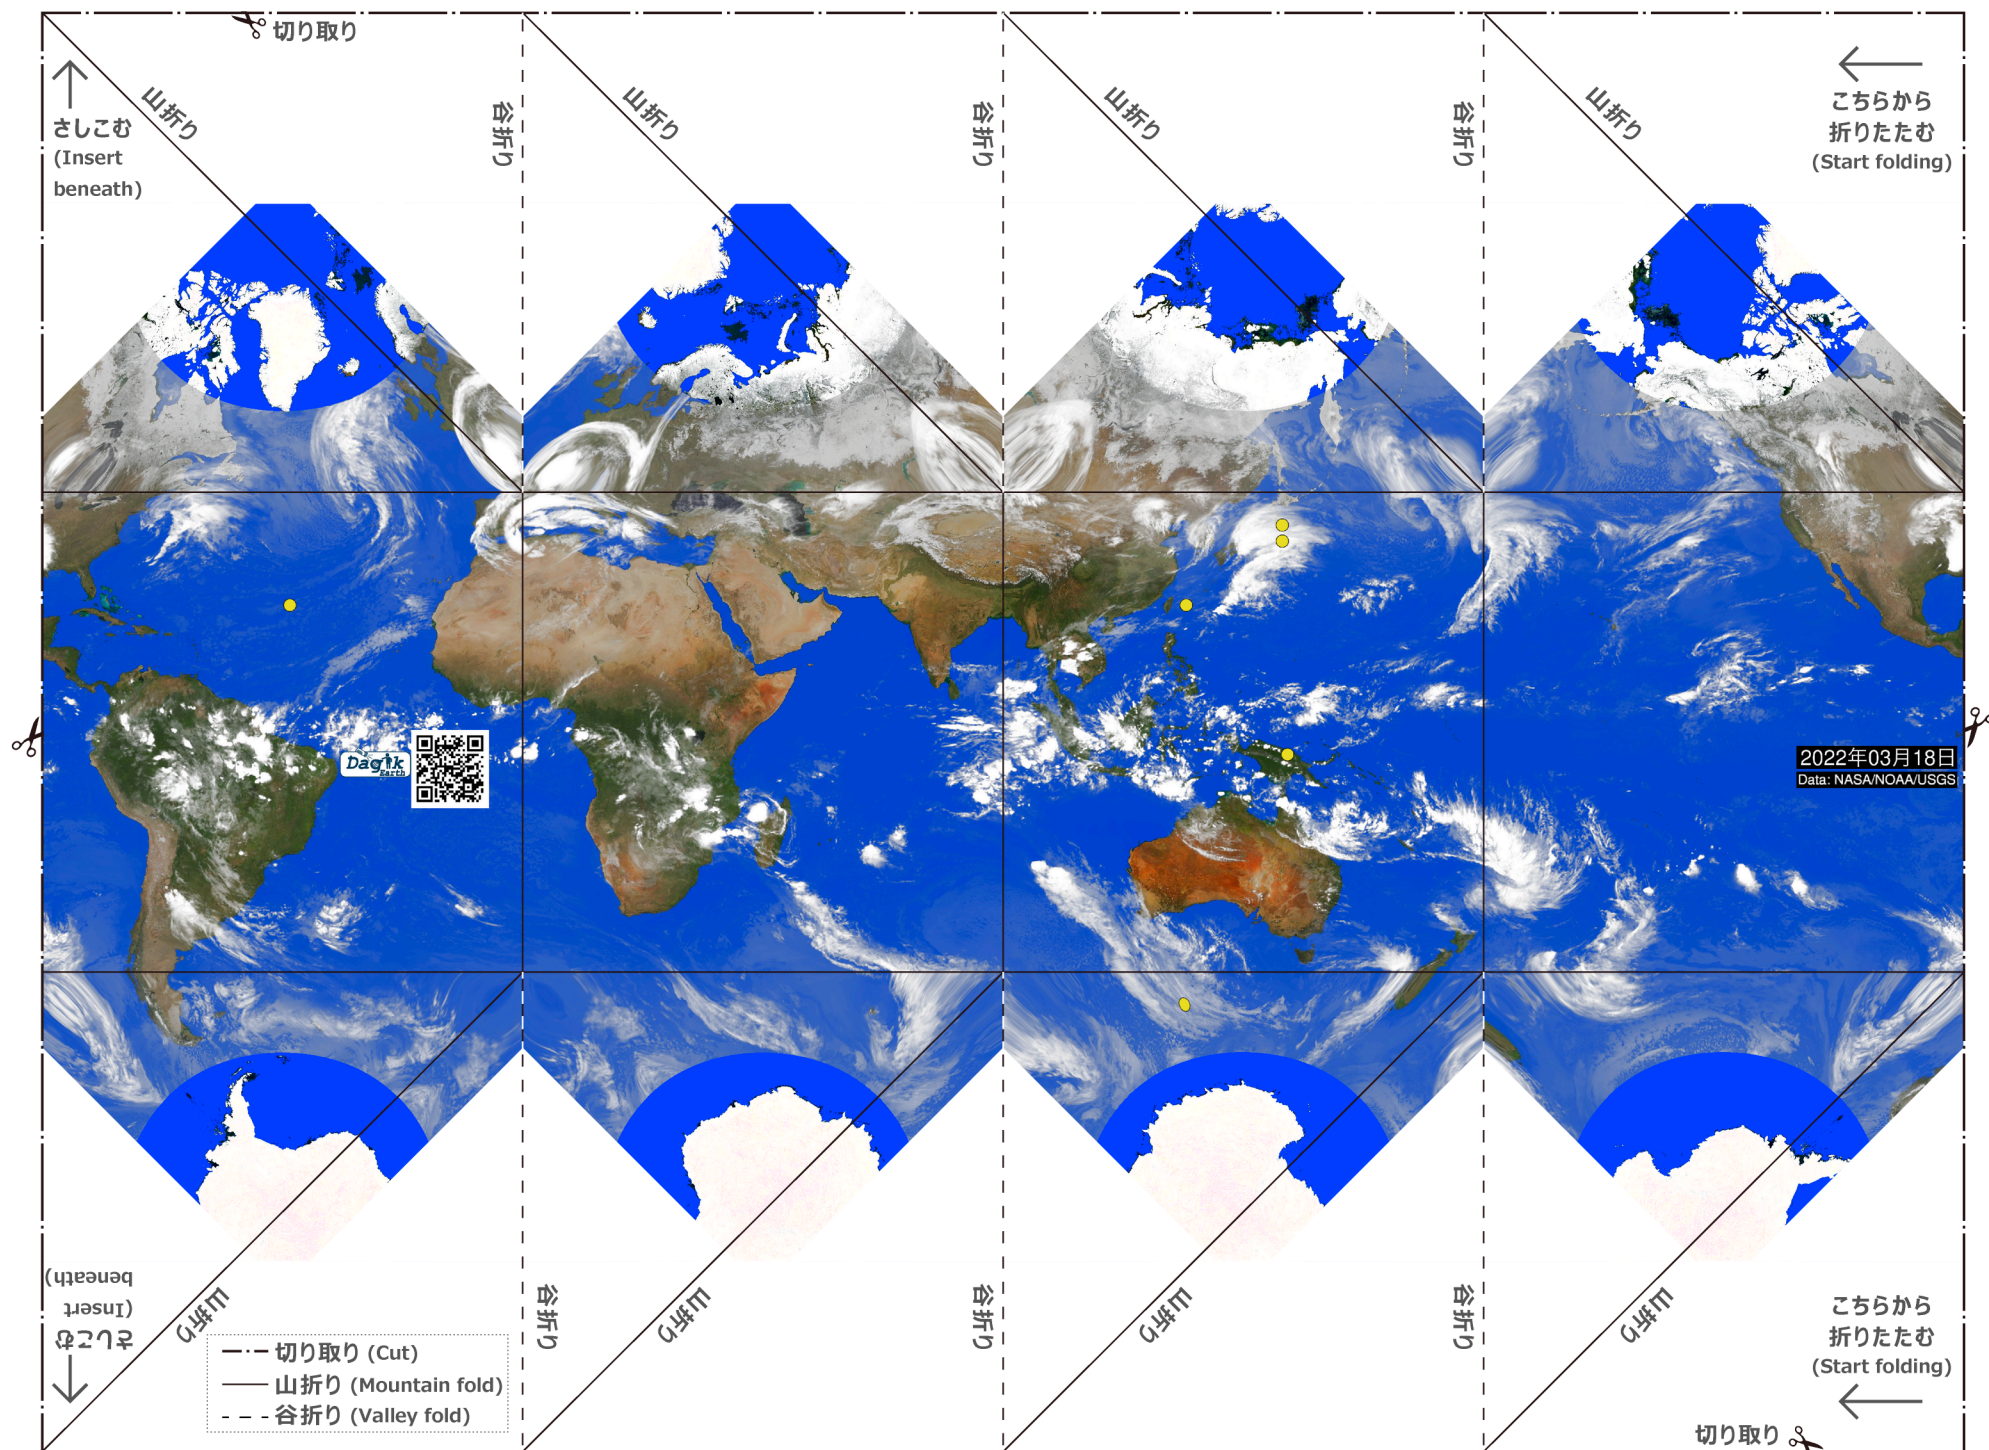 切り取り
さしこむ
(Insert
beneath)
山折り
谷折り
山折り
谷折り
山折り
谷折り
山折り
こちらから
折りたたむ
(Start folding)
Dagik
Earth
2022年03月18日
Data: NASA/NOAA/USGS
さしこむ
(Insert
beneath)
山折り
谷折り
山折り
谷折り
山折り
谷折り
山折り
こちらから
折りたたむ
(Start folding)
切り取り (Cut)
山折り (Mountain fold)
谷折り (Valley fold)
切り取り